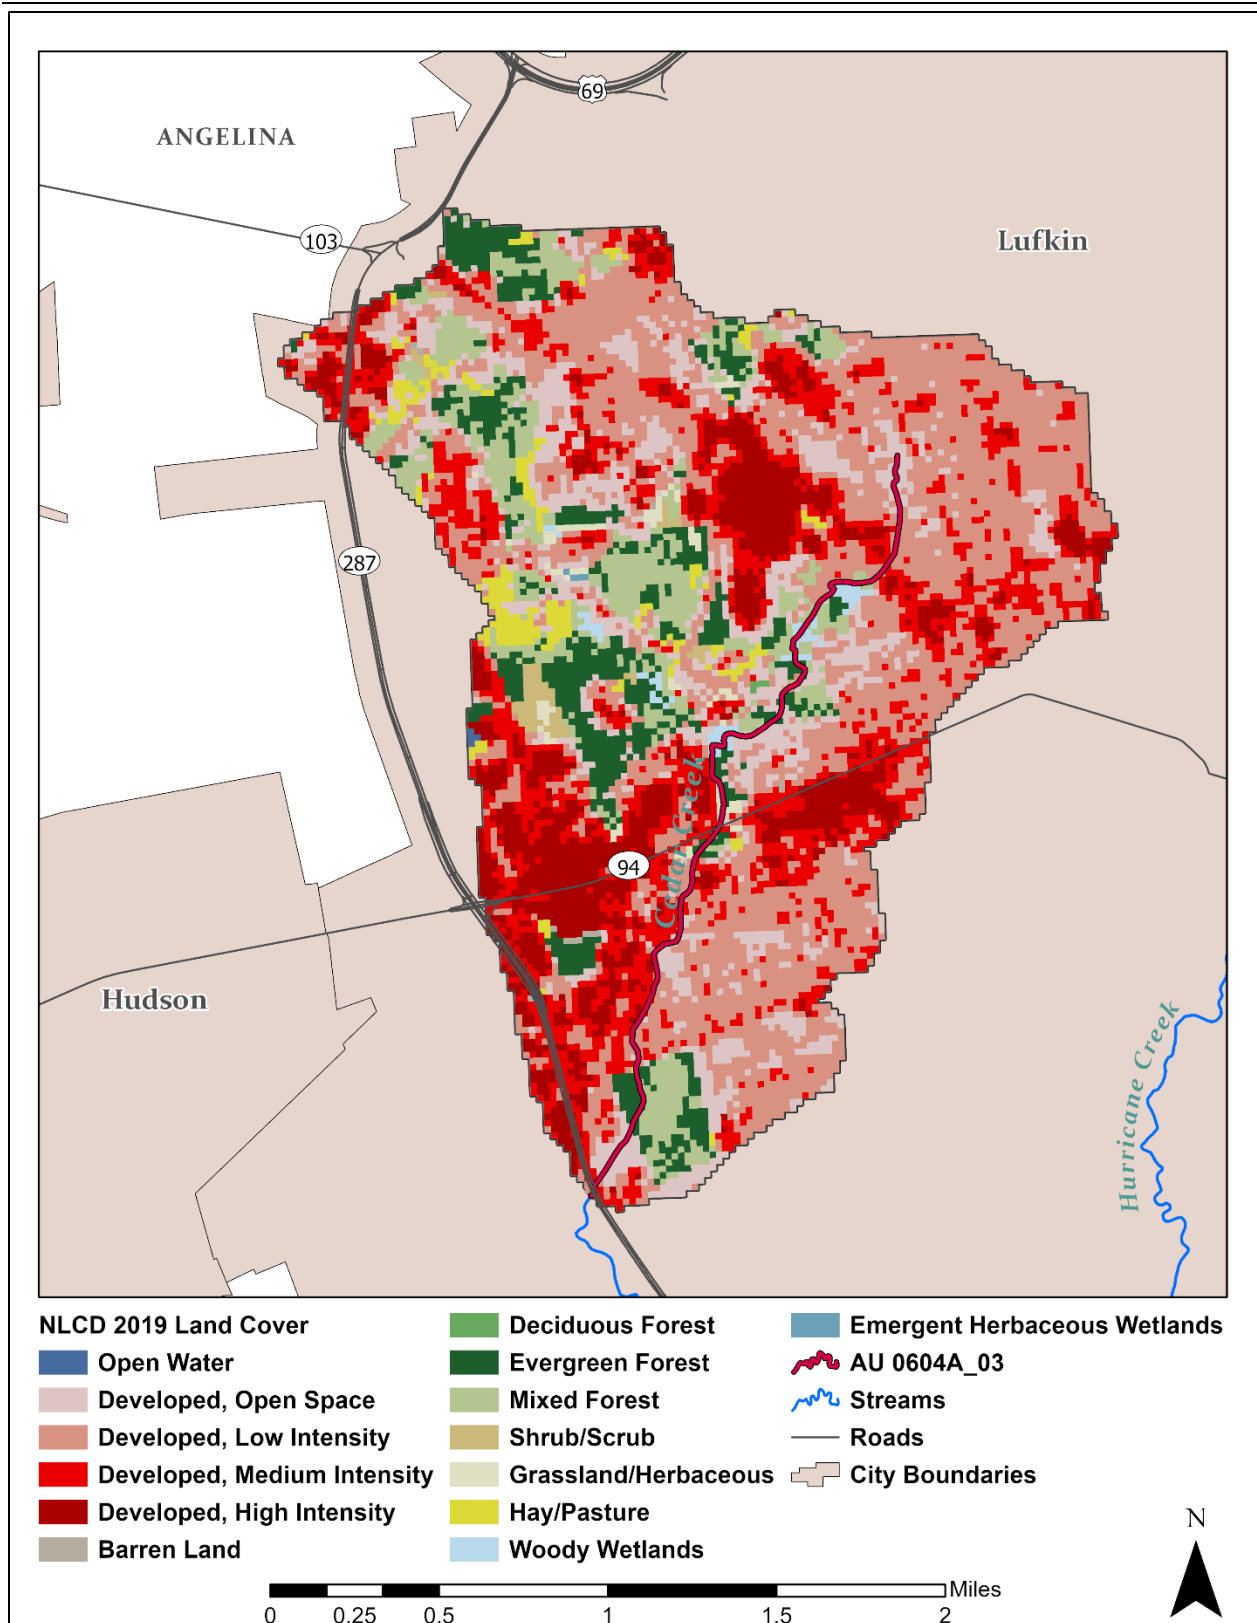 69
ANGELINA
103
Lufkin
287
Cedar Creek
94
Hudson
Hurricane Creek
NLCD 2019 Land Cover
Open Water
Developed, Open Space
Developed, Low Intensity
Developed, Medium Intensity
Developed, High Intensity
Barren Land
Deciduous Forest
Evergreen Forest
Mixed Forest
Shrub/Scrub
Grassland/Herbaceous
Hay/Pasture
Woody Wetlands
Emergent Herbaceous Wetlands
AU 0604A_03
Streams
Roads
City Boundaries
N
Miles
0 0.25 0.5 1 1.5 2